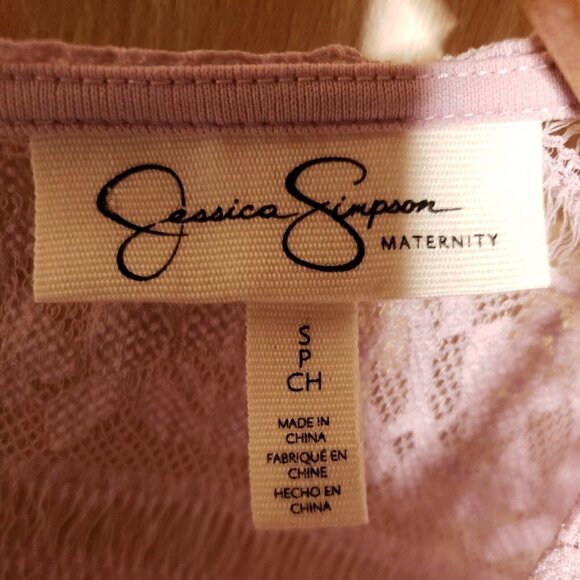 Jessica Simpson
MATERNITY
S
P
CH
MADE IN
CHINA
FABRIQUÉ EN
CHINE
HECHO EN
CHINA